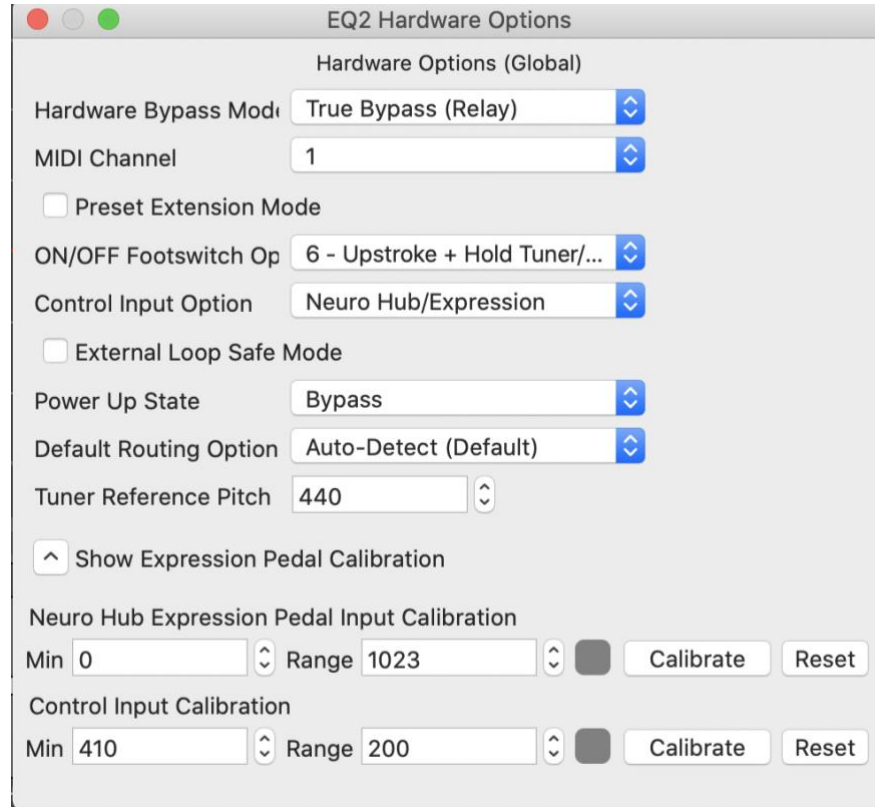 EQ2 Hardware Options
Hardware Options (Global)
Hardware Bypass Mode True Bypass (Relay)
MIDI Channel 1
Preset Extension Mode
ON/OFF Footswitch Op 6 - Upstroke + Hold Tuner/...
Control Input Option Neuro Hub/Expression
External Loop Safe Mode
Power Up State Bypass
Default Routing Option Auto-Detect (Default)
Tuner Reference Pitch 440
Show Expression Pedal Calibration
Neuro Hub Expression Pedal Input Calibration
Min 0 Range 1023 Calibrate Reset
Control Input Calibration
Min 410 Range 200 Calibrate Reset